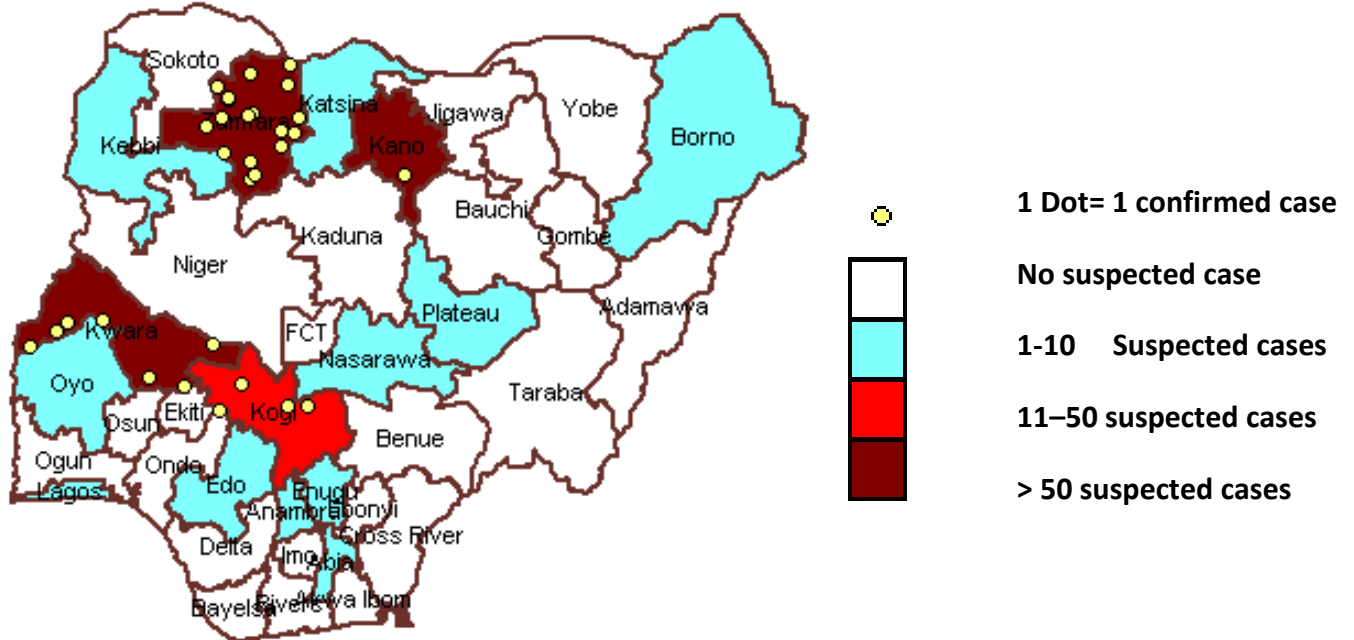 Sokoto
Katsina
Zamfara
Jigawa
Yobe
Borno
Kebbi
Kano
Bauchi
Gombe
Kaduna
Niger
Adamawa
Plateau
FCT
Kwara
Nasarawa
Oyo
Taraba
Ekiti
Kogi
Osun
Benue
Ogun
Ondo
Edo
Enugu
Lagos
Anambra
Ebonyi
Cross River
Delta
Imo
Abia
Bayelsa
Rivers
Akwa Ibom
1 Dot= 1 confirmed case
No suspected case
1-10 Suspected cases
11–50 suspected cases
> 50 suspected cases